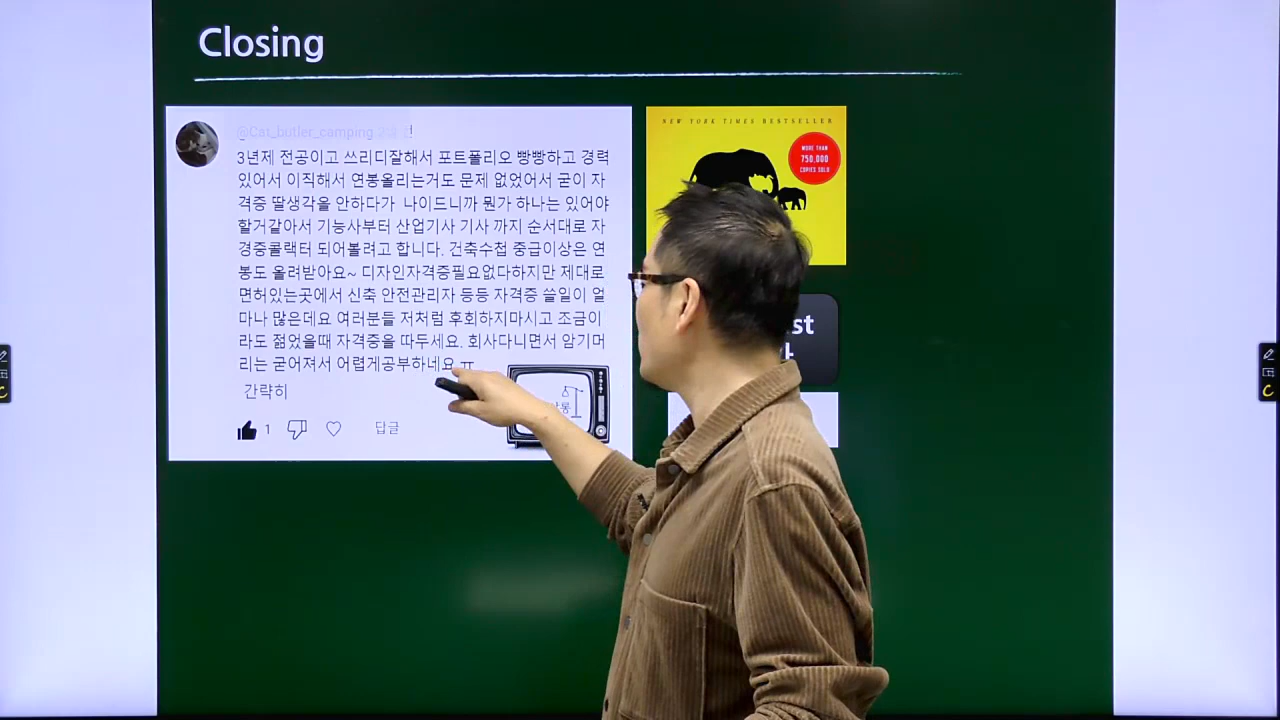 Closing
@Cat_butler_camping
3년제 전공이고 쓰리디잘해서 포트폴리오 빵빵하고 경력
있어서 이직해서 연봉올리는거도 문제 없었어서 굳이 자
격증 딸생각을 안하다가 나이드니까 뭔가 하나는 있어야
할거같아서 기능사부터 산업기사 기사 까지 순서대로 자
경증콜랙터 되어볼려고 합니다. 건축수첩 중급이상은 연
봉도 올려받아요~ 디자인자격증필요없다하지만 제대로
면허있는곳에서 신축 안전관리자 등등 자격증 쓸일이 얼
마나 많은데요 여러분들 저처럼 후회하지마시고 조금이
라도 젊었을때 자격증을 따두세요. 회사다니면서 암기머
리는 굳어져서 어렵게공부하네요 ㅠ
간략히
1
답글
NEW YORK TIMES BESTSELLER
MORE THAN
750,000
COPIES SOLD
st